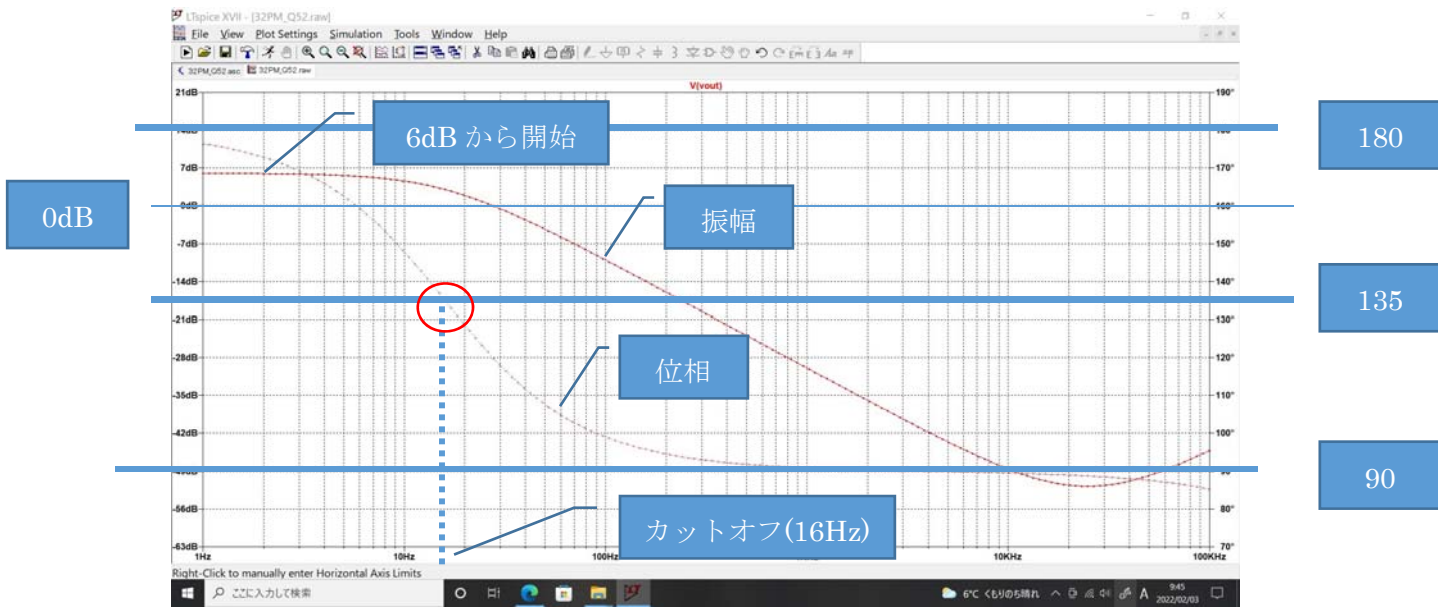 LTspice XVII - [32PM_Q52.raw]
File View Plot Settings Simulation Tools Window Help
32PM_Q52.asc 32PM_Q52.raw
V(vout)
21dB
190°
6dB から開始
180
14dB
180°
7dB
170°
0dB
0dB
160°
振幅
-7dB
150°
-14dB
140°
135
-21dB
130°
-28dB
120°
位相
-35dB
110°
-42dB
100°
-49dB
90°
90
-56dB
80°
カットオフ(16Hz)
-63dB
70°
1Hz 10Hz 100Hz 10KHz 100KHz
Right-Click to manually enter Horizontal Axis Limits
ここに入力して検索
6°C くもりのち晴れ
A
9:45
2022/02/03